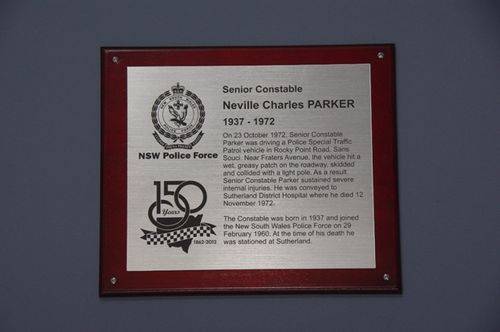 Senior Constable
Neville Charles PARKER
1937 - 1972
On 23 October 1972, Senior Constable
Parker was driving a Police Special Traffic
Patrol vehicle in Rocky Point Road, Sans
Souci. Near Fraters Avenue, the vehicle hit a
wet, greasy patch on the roadway, skidded
and collided with a light pole. As a result
Senior Constable Parker sustained severe
internal injuries. He was conveyed to
Sutherland District Hospital where he died 12
November 1972.
The Constable was born in 1937 and joined
the New South Wales Police Force on 29
February 1960. At the time of his death he
was stationed at Sutherland.
NSW Police Force
150
Years
1862-2012